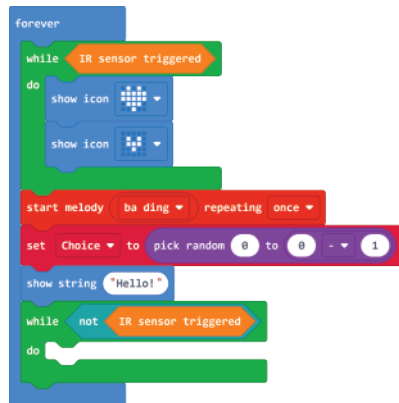 forever
while IR sensor triggered
do
show icon
show icon
start melody ba ding repeating once
set Choice to pick random 0 to 0 - 1
show string "Hello!"
while not IR sensor triggered
do